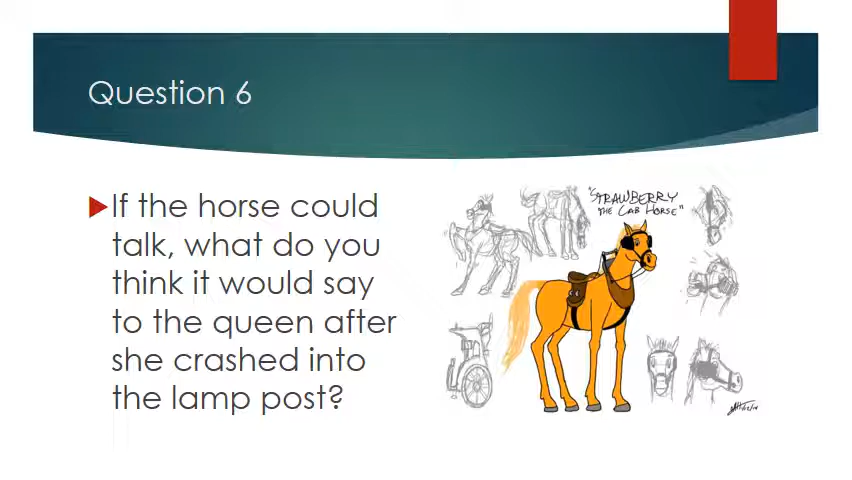 Question 6
If the horse could
talk, what do you
think it would say
to the queen after
she crashed into
the lamp post?
"STRAWBERRY
THE CAB HORSE"